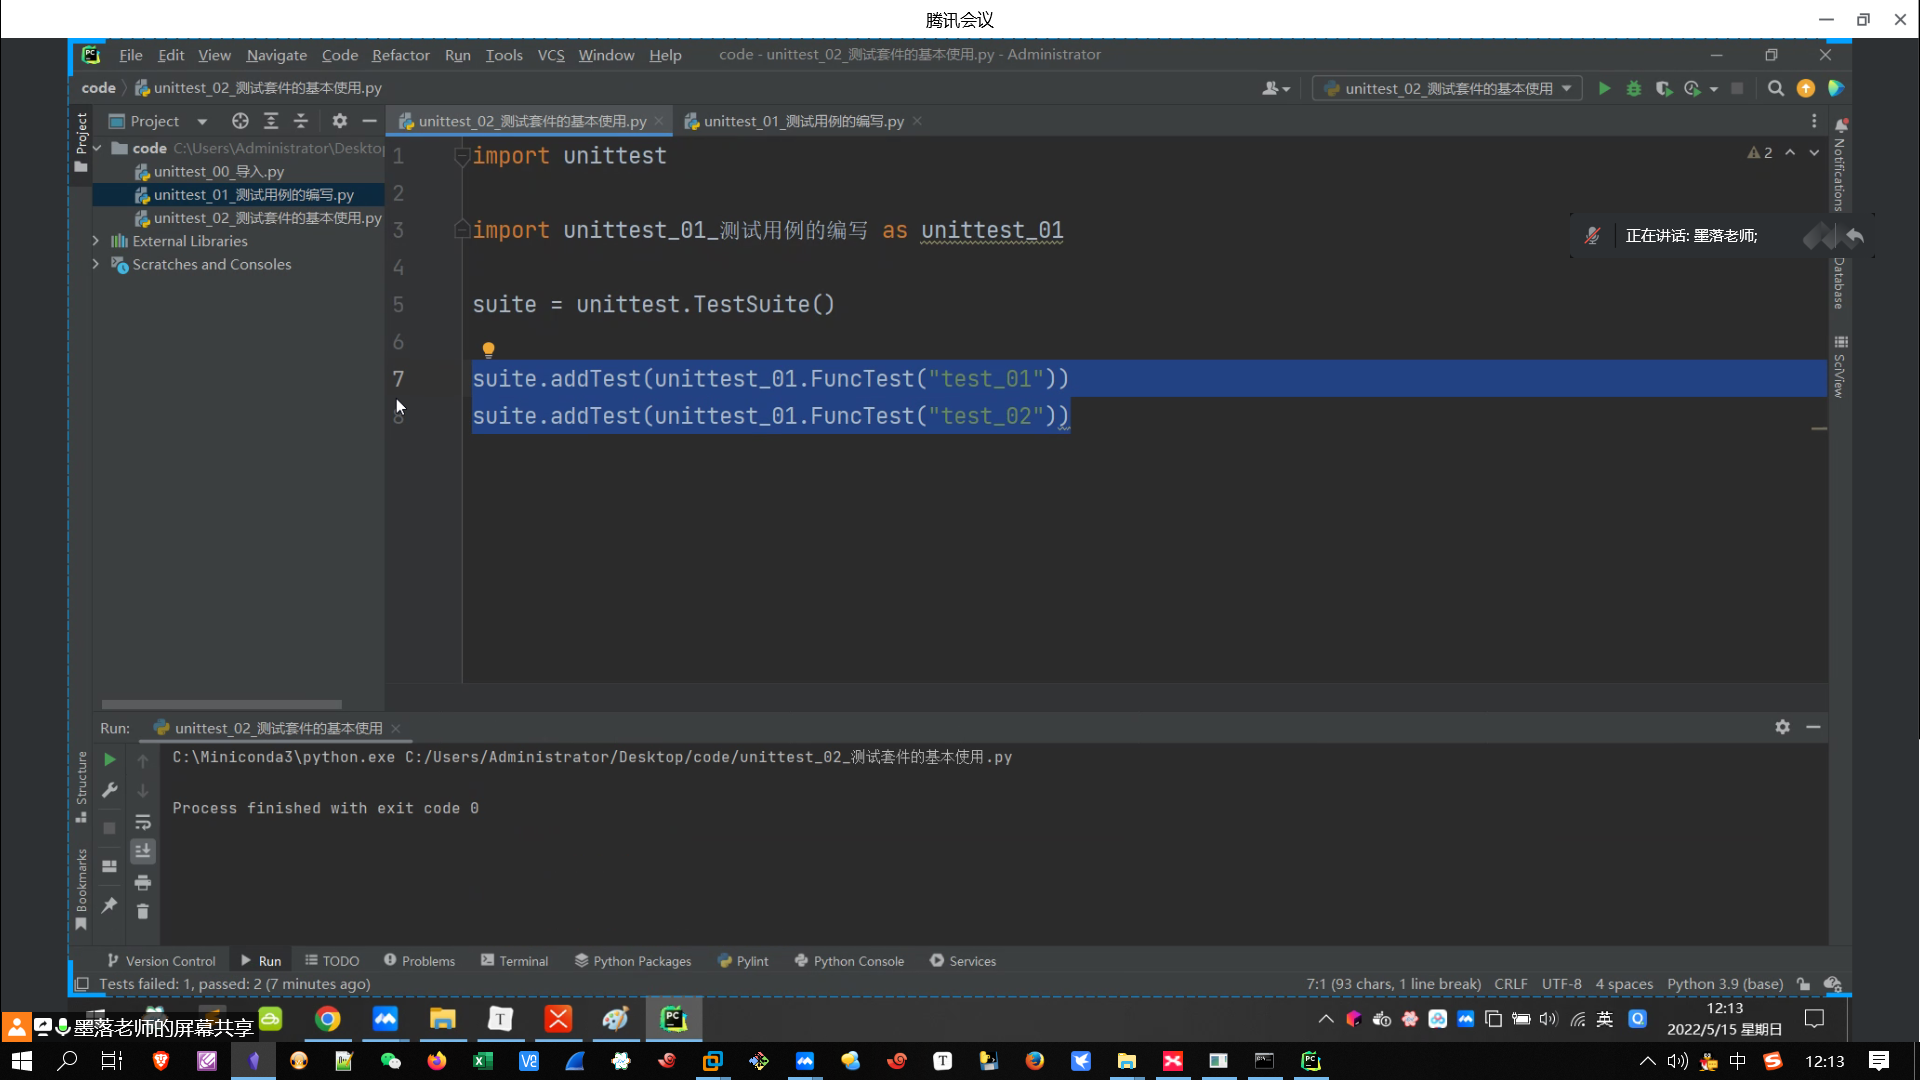 腾讯会议
File Edit View Navigate Code Refactor Run Tools VCS Window Help code - unittest_02_测试套件的基本使用.py - Administrator
code unittest_02_测试套件的基本使用.py
unittest_02_测试套件的基本使用
Project
Project
unittest_02_测试套件的基本使用.py
unittest_01_测试用例的编写.py
code C:\Users\Administrator\Deskto
unittest_00_导入.py
unittest_01_测试用例的编写.py
unittest_02_测试套件的基本使用.py
External Libraries
Scratches and Consoles
1 import unittest
2
3 import unittest_01_测试用例的编写 as unittest_01
4
5 suite = unittest.TestSuite()
6
7 suite.addTest(unittest_01.FuncTest("test_01"))
8 suite.addTest(unittest_01.FuncTest("test_02"))
2
正在讲话: 墨落老师;
Notifications
Database
SciView
Run: unittest_02_测试套件的基本使用
C:\Miniconda3\python.exe C:/Users/Administrator/Desktop/code/unittest_02_测试套件的基本使用.py
Process finished with exit code 0
Structure
Bookmarks
Version Control Run TODO Problems Terminal Python Packages Pylint Python Console Services
Tests failed: 1, passed: 2 (7 minutes ago)
7:1 (93 chars, 1 line break) CRLF UTF-8 4 spaces Python 3.9 (base)
墨落老师的屏幕共享
英
12:13
2022/5/15 星期日
中
12:13